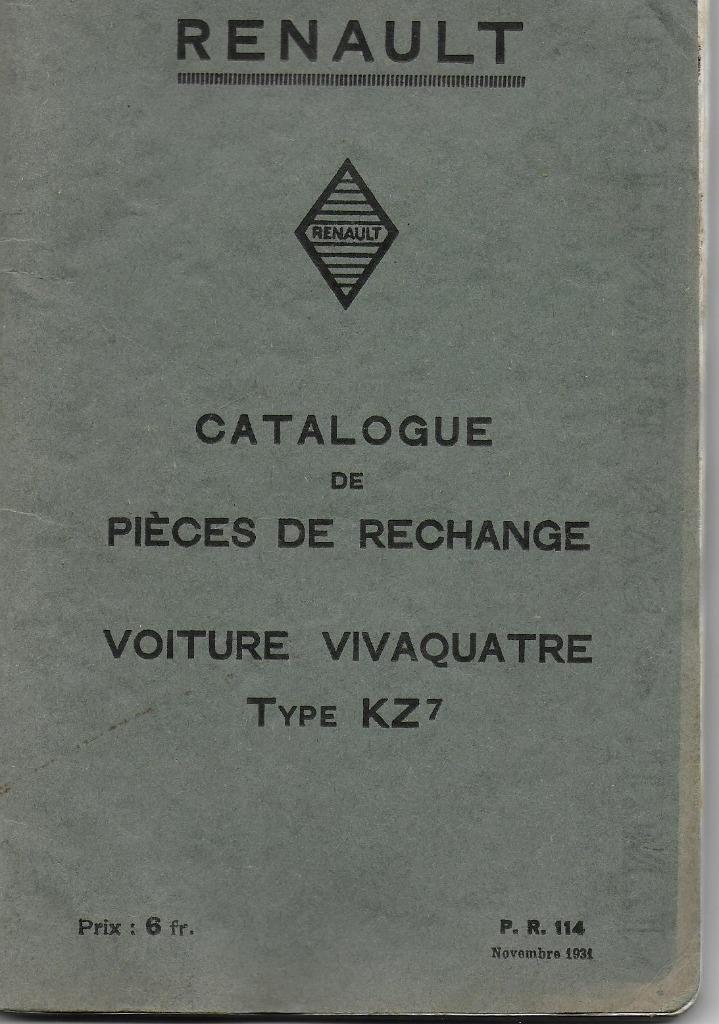 RENAULT
RENAULT
CATALOGUE
DE
PIÈCES DE RECHANGE
VOITURE VIVAQUATRE
TYPE KZ7
Prix : 6 fr.
P. R. 114
Novembre 1931